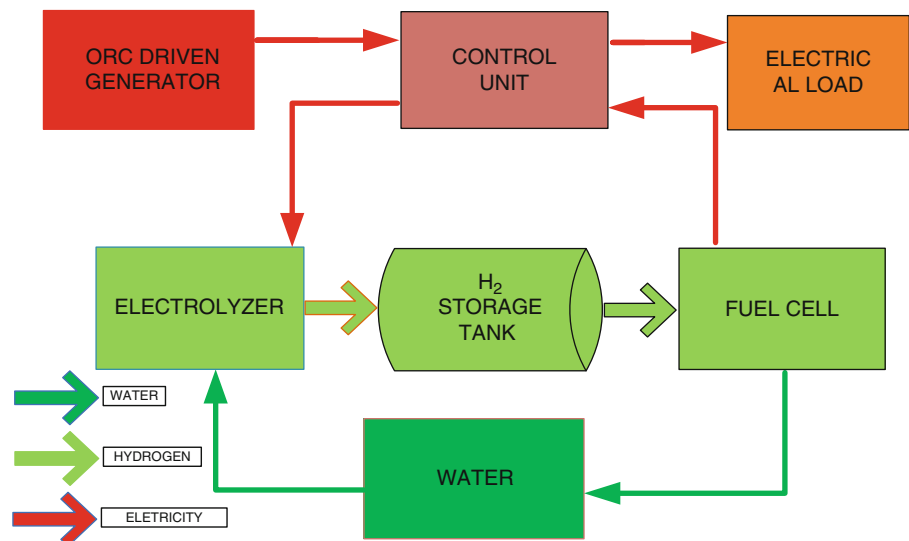 ORC DRIVEN
GENERATOR
CONTROL
UNIT
ELECTRIC
AL LOAD
ELECTROLYZER
H₂
STORAGE
TANK
FUEL CELL
WATER
HYDROGEN
ELETRICITY
WATER